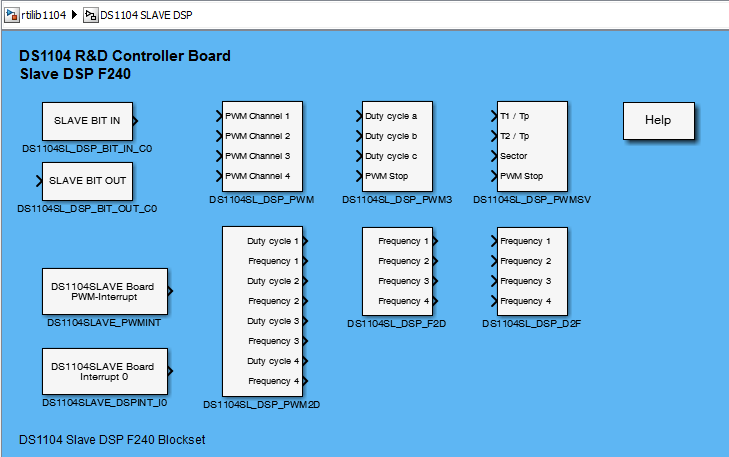 rtilib1104 DS1104 SLAVE DSP
DS1104 R&D Controller Board
Slave DSP F240
SLAVE BIT IN
DS1104SL_DSP_BIT_IN_C0
SLAVE BIT OUT
DS1104SL_DSP_BIT_OUT_C0
PWM Channel 1
PWM Channel 2
PWM Channel 3
PWM Channel 4
DS1104SL_DSP_PWM
Duty cycle a
Duty cycle b
Duty cycle c
PWM Stop
DS1104SL_DSP_PWM3
T1 / Tp
T2 / Tp
Sector
PWM Stop
DS1104SL_DSP_PWMSV
Help
DS1104SLAVE Board
PWM-Interrupt
DS1104SLAVE_PWMINT
DS1104SLAVE Board
Interrupt 0
DS1104SLAVE_DSPINT_I0
Duty cycle 1
Frequency 1
Duty cycle 2
Frequency 2
Duty cycle 3
Frequency 3
Duty cycle 4
Frequency 4
DS1104SL_DSP_PWM2D
Frequency 1
Frequency 2
Frequency 3
Frequency 4
DS1104SL_DSP_F2D
Frequency 1
Frequency 2
Frequency 3
Frequency 4
DS1104SL_DSP_D2F
DS1104 Slave DSP F240 Blockset